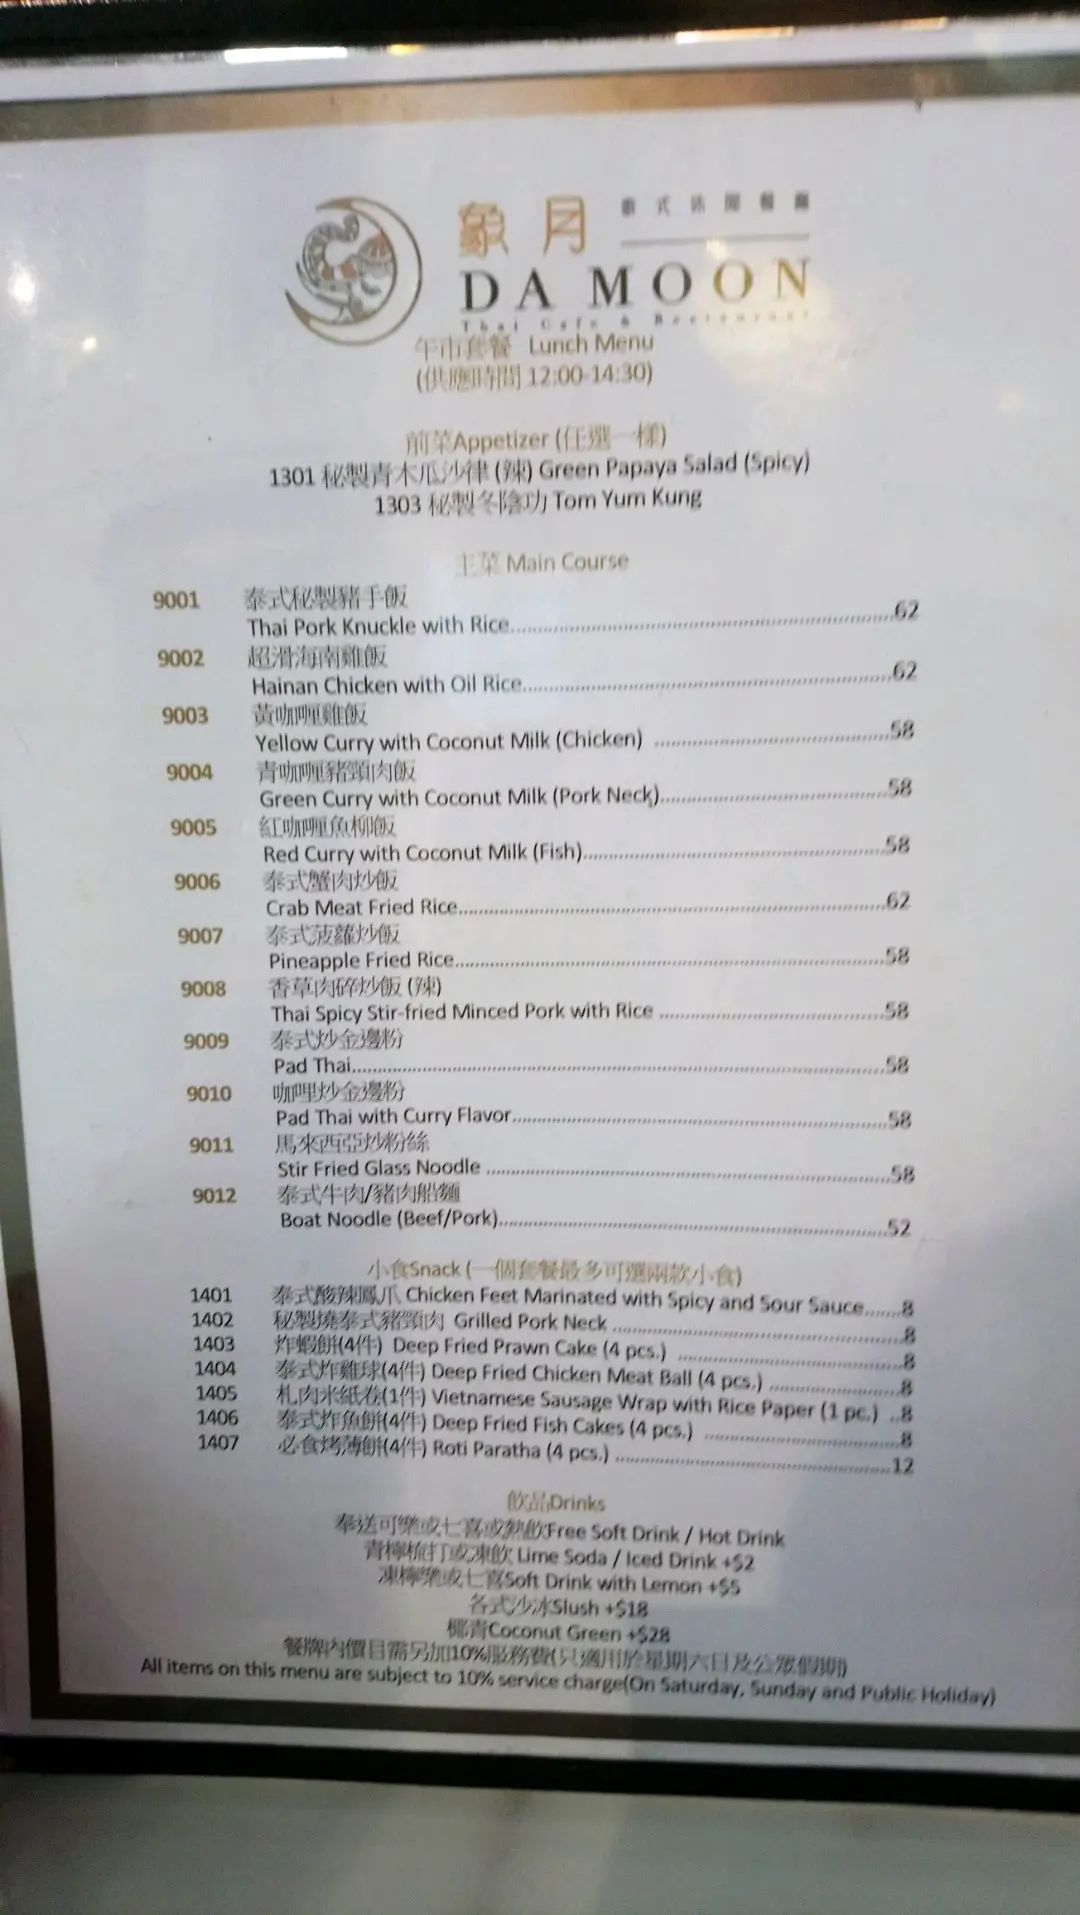 象月 泰式休閒餐廳
DA MOON
Thai Cafe & Restaurant
午市套餐 Lunch Menu
(供應時間 12:00-14:30)
前菜Appetizer (任選一樣)
1301 秘製青木瓜沙律 (辣) Green Papaya Salad (Spicy)
1303 秘製冬陰功 Tom Yum Kung
主菜 Main Course
9001 泰式秘製豬手飯
Thai Pork Knuckle with Rice 62
9002 超滑海南雞飯
Hainan Chicken with Oil Rice 62
9003 黃咖喱雞飯
Yellow Curry with Coconut Milk (Chicken) 58
9004 青咖喱豬頸肉飯
Green Curry with Coconut Milk (Pork Neck) 58
9005 紅咖喱魚柳飯
Red Curry with Coconut Milk (Fish) 58
9006 泰式蟹肉炒飯
Crab Meat Fried Rice 62
9007 泰式菠蘿炒飯
Pineapple Fried Rice 58
9008 香草肉碎炒飯 (辣)
Thai Spicy Stir-fried Minced Pork with Rice 58
9009 泰式炒金邊粉
Pad Thai 58
9010 咖哩炒金邊粉
Pad Thai with Curry Flavor 58
9011 馬來西亞炒粉絲
Stir Fried Glass Noodle 58
9012 泰式牛肉/豬肉船麵
Boat Noodle (Beef/Pork) 52
小食Snack (一個套餐最多可選兩款小食)
1401 泰式酸辣鳳爪 Chicken Feet Marinated with Spicy and Sour Sauce 8
1402 秘製燒泰式豬頸肉 Grilled Pork Neck 8
1403 炸蝦餅(4件) Deep Fried Prawn Cake (4 pcs.) 8
1404 泰式炸雞球(4件) Deep Fried Chicken Meat Ball (4 pcs.) 8
1405 札肉米紙卷(1件) Vietnamese Sausage Wrap with Rice Paper (1 pc.) 8
1406 泰式炸魚餅(4件) Deep Fried Fish Cakes (4 pcs.) 8
1407 必食烤薄餅(4件) Roti Paratha (4 pcs.) 12
飲品Drinks
奉送可樂或七喜或熱飲Free Soft Drink / Hot Drink
青檸梳打或凍飲 Lime Soda / Iced Drink +$2
凍檸樂或七喜Soft Drink with Lemon +$5
各式沙冰Slush +$18
椰青Coconut Green +$28
餐牌內價目需另加10%服務費(只適用於星期六日及公眾假期)
All items on this menu are subject to 10% service charge(On Saturday, Sunday and Public Holiday)